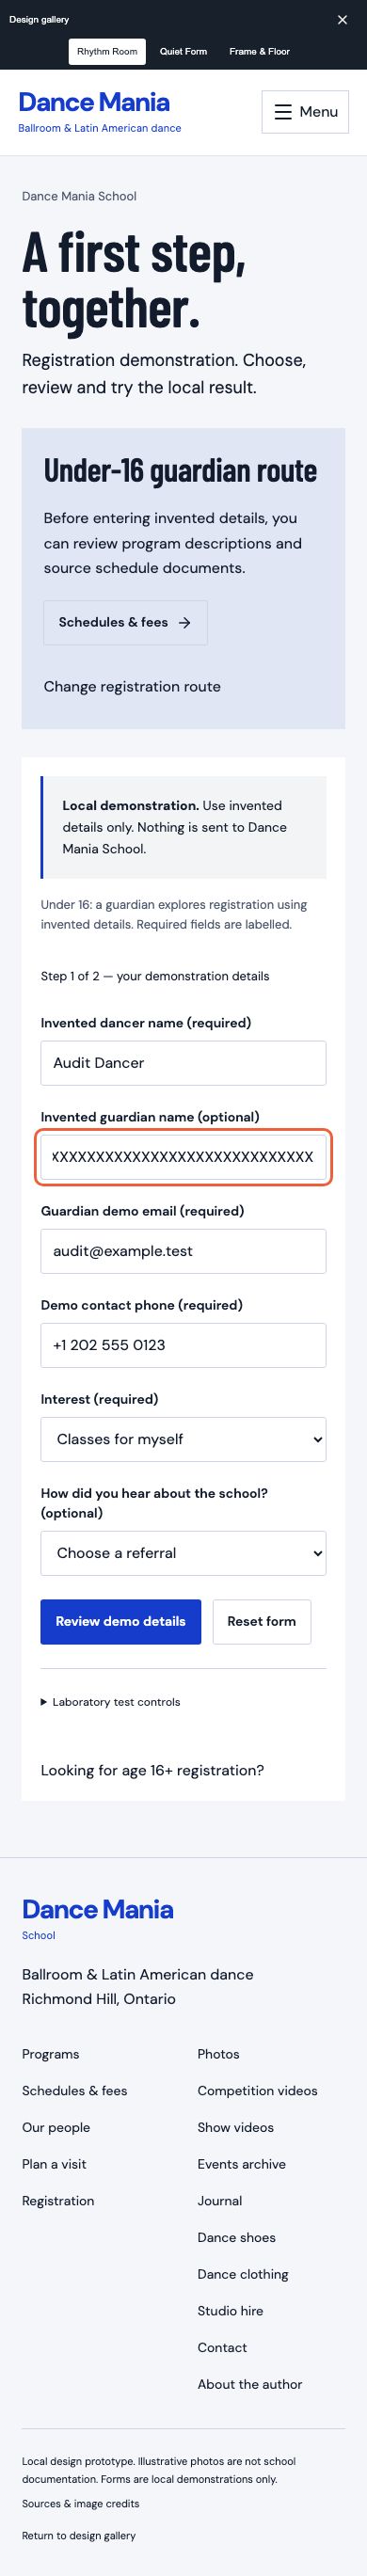 Design gallery
Rhythm Room Quiet Form Frame & Floor
Dance Mania
Ballroom & Latin American dance
Menu
Dance Mania School
A first step,
together.
Registration demonstration. Choose,
review and try the local result.
Under-16 guardian route
Before entering invented details, you
can review program descriptions and
source schedule documents.
Schedules & fees
Change registration route
Local demonstration. Use invented
details only. Nothing is sent to Dance
Mania School.
Under 16: a guardian explores registration using
invented details. Required fields are labelled.
Step 1 of 2 — your demonstration details
Invented dancer name (required)
Audit Dancer
Invented guardian name (optional)
XXXXXXXXXXXXXXXXXXXXXXXXXXXXX
Guardian demo email (required)
audit@example.test
Demo contact phone (required)
+1 202 555 0123
Interest (required)
Classes for myself
How did you hear about the school?
(optional)
Choose a referral
Review demo details Reset form
Laboratory test controls
Looking for age 16+ registration?
Dance Mania
School
Ballroom & Latin American dance
Richmond Hill, Ontario
Programs
Schedules & fees
Our people
Plan a visit
Registration
Photos
Competition videos
Show videos
Events archive
Journal
Dance shoes
Dance clothing
Studio hire
Contact
About the author
Local design prototype. Illustrative photos are not school
documentation. Forms are local demonstrations only.
Sources & image credits
Return to design gallery